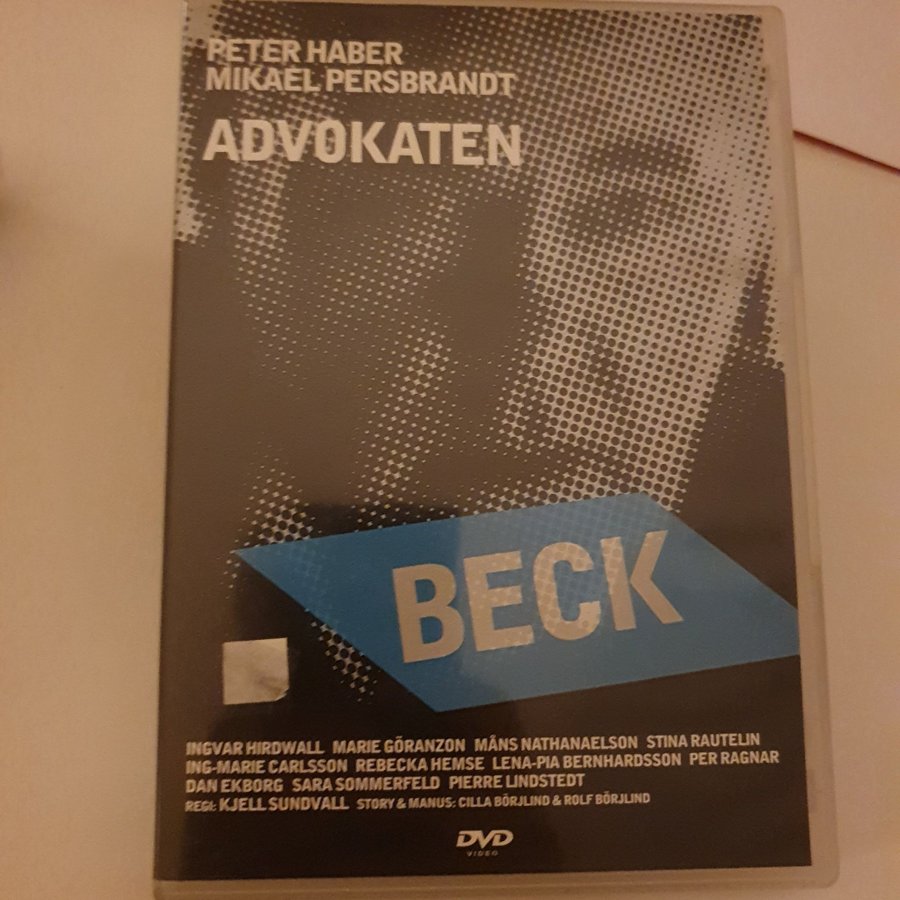 PETER HABER
MIKAEL PERSBRANDT
ADVOKATEN
BECK
INGVAR HIRDWALL MARIE GÖRANZON MÅNS NATHANAELSON STINA RAUTELIN
ING-MARIE CARLSSON REBECKA HEMSE LENA-PIA BERNHARDSSON PER RAGNAR
DAN EKBORG SARA SOMMERFELD PIERRE LINDSTEDT
REGI: KJELL SUNDVALL STORY & MANUS: CILLA BÖRJLIND & ROLF BÖRJLIND
DVD
VIDEO